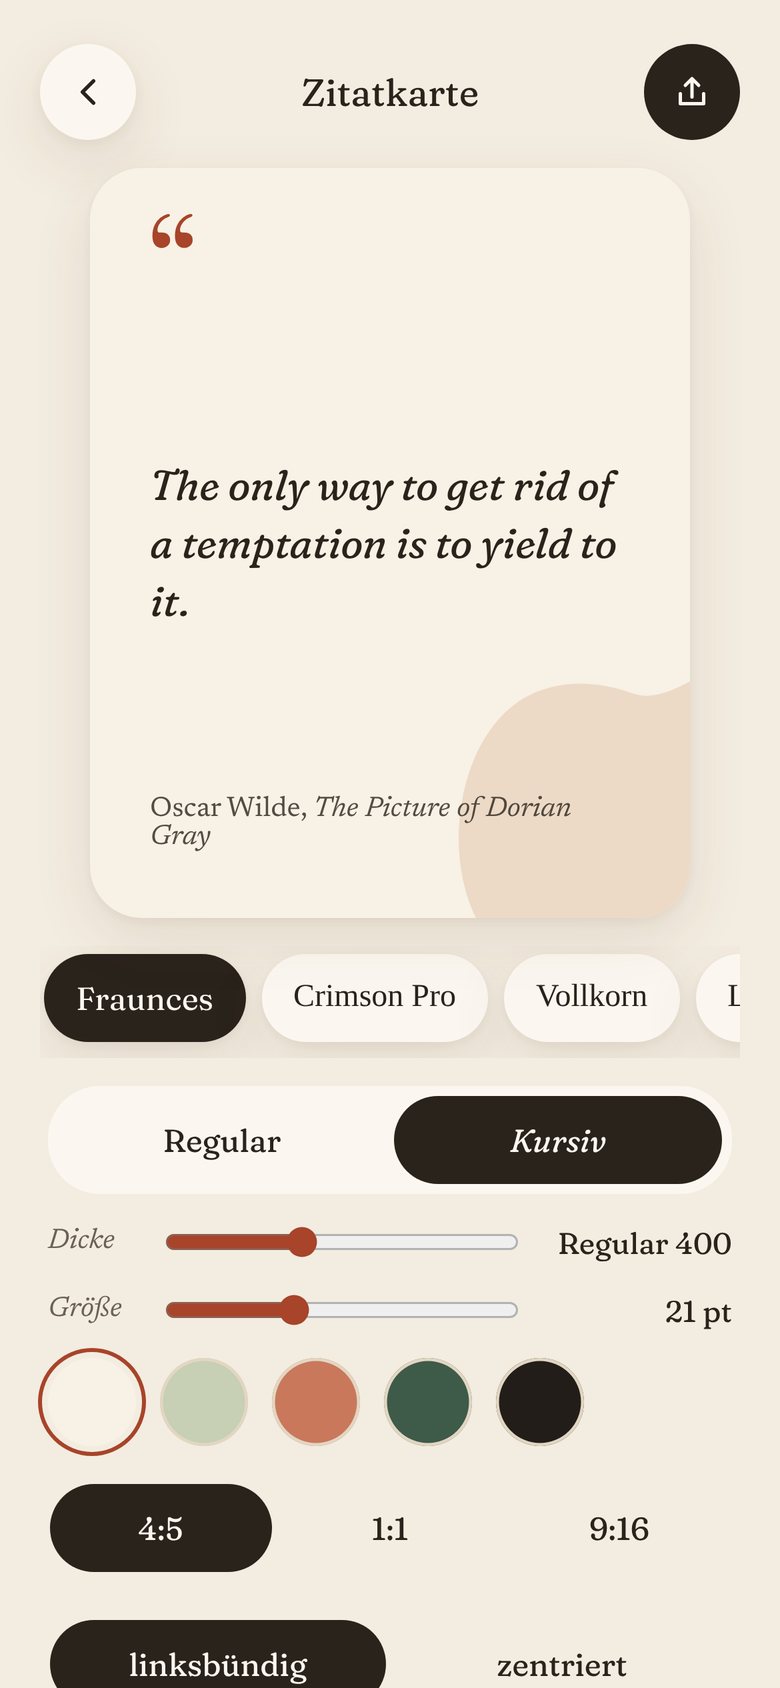 Zitatkarte
“
The only way to get rid of
a temptation is to yield to
it.
Oscar Wilde, The Picture of Dorian
Gray
Fraunces Crimson Pro Vollkorn L
Regular Kursiv
Dicke Regular 400
Größe 21 pt
4:5 1:1 9:16
linksbündig zentriert